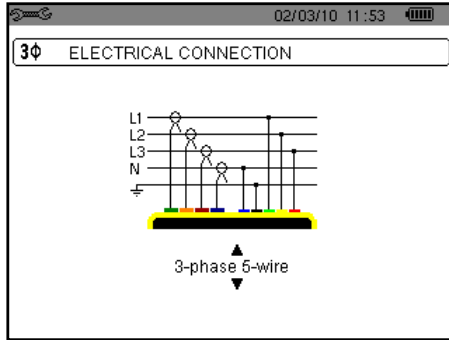 02/03/10 11:53
3Φ ELECTRICAL CONNECTION
L1
L2
L3
N
3-phase 5-wire